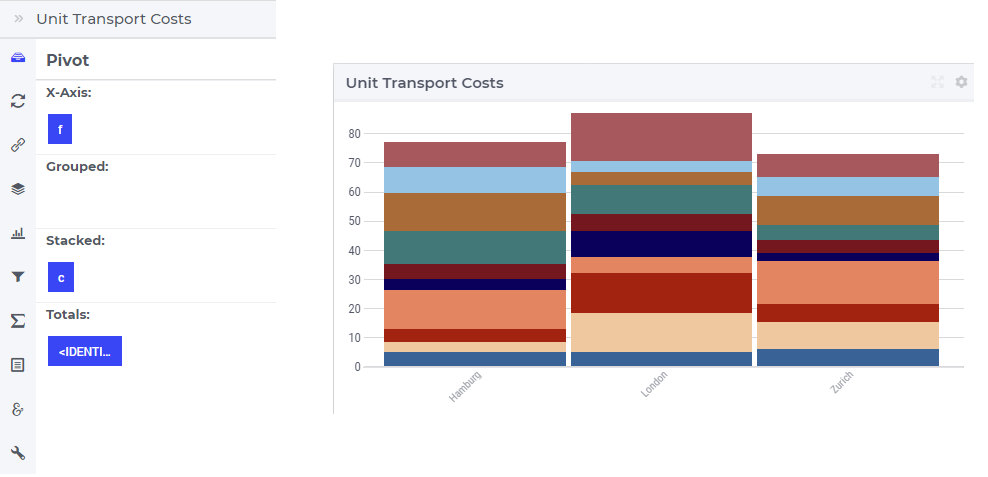 Unit Transport Costs
Pivot
X-Axis:
f
Grouped:
Stacked:
c
Totals:
<IDENTI...
Unit Transport Costs
80
70
60
50
40
30
20
10
0
Hamburg
London
Zurich